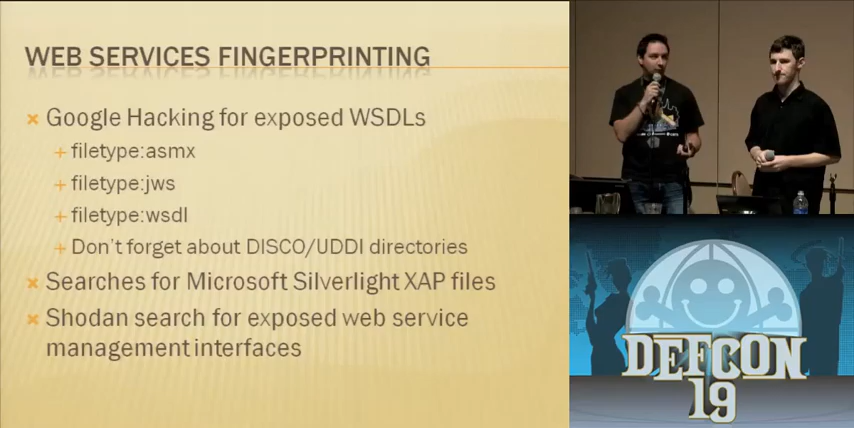 WEB SERVICES FINGERPRINTING
Google Hacking for exposed WSDLs
filetype:asmx
filetype:jws
filetype:wsdl
Don't forget about DISCO/UDDI directories
Searches for Microsoft Silverlight XAP files
Shodan search for exposed web service
management interfaces
DEFCON
19